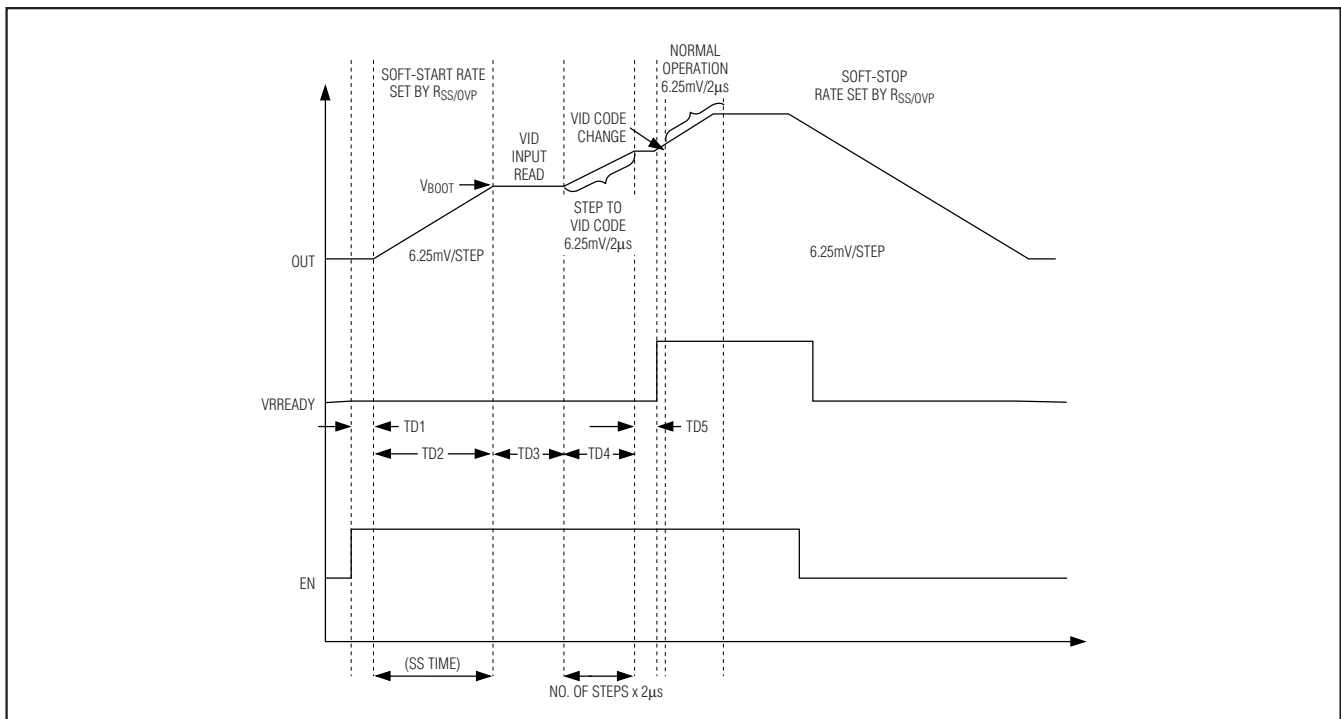 NORMAL
OPERATION
6.25mV/2µs
SOFT-START RATE
SET BY RSS/OVP
SOFT-STOP
RATE SET BY RSS/OVP
VID CODE
CHANGE
VID
INPUT
READ
VBOOT
STEP TO
VID CODE
6.25mV/2µs
6.25mV/STEP
6.25mV/STEP
OUT
VRREADY
TD1
TD5
TD2
TD3
TD4
EN
(SS TIME)
NO. OF STEPS x 2µs